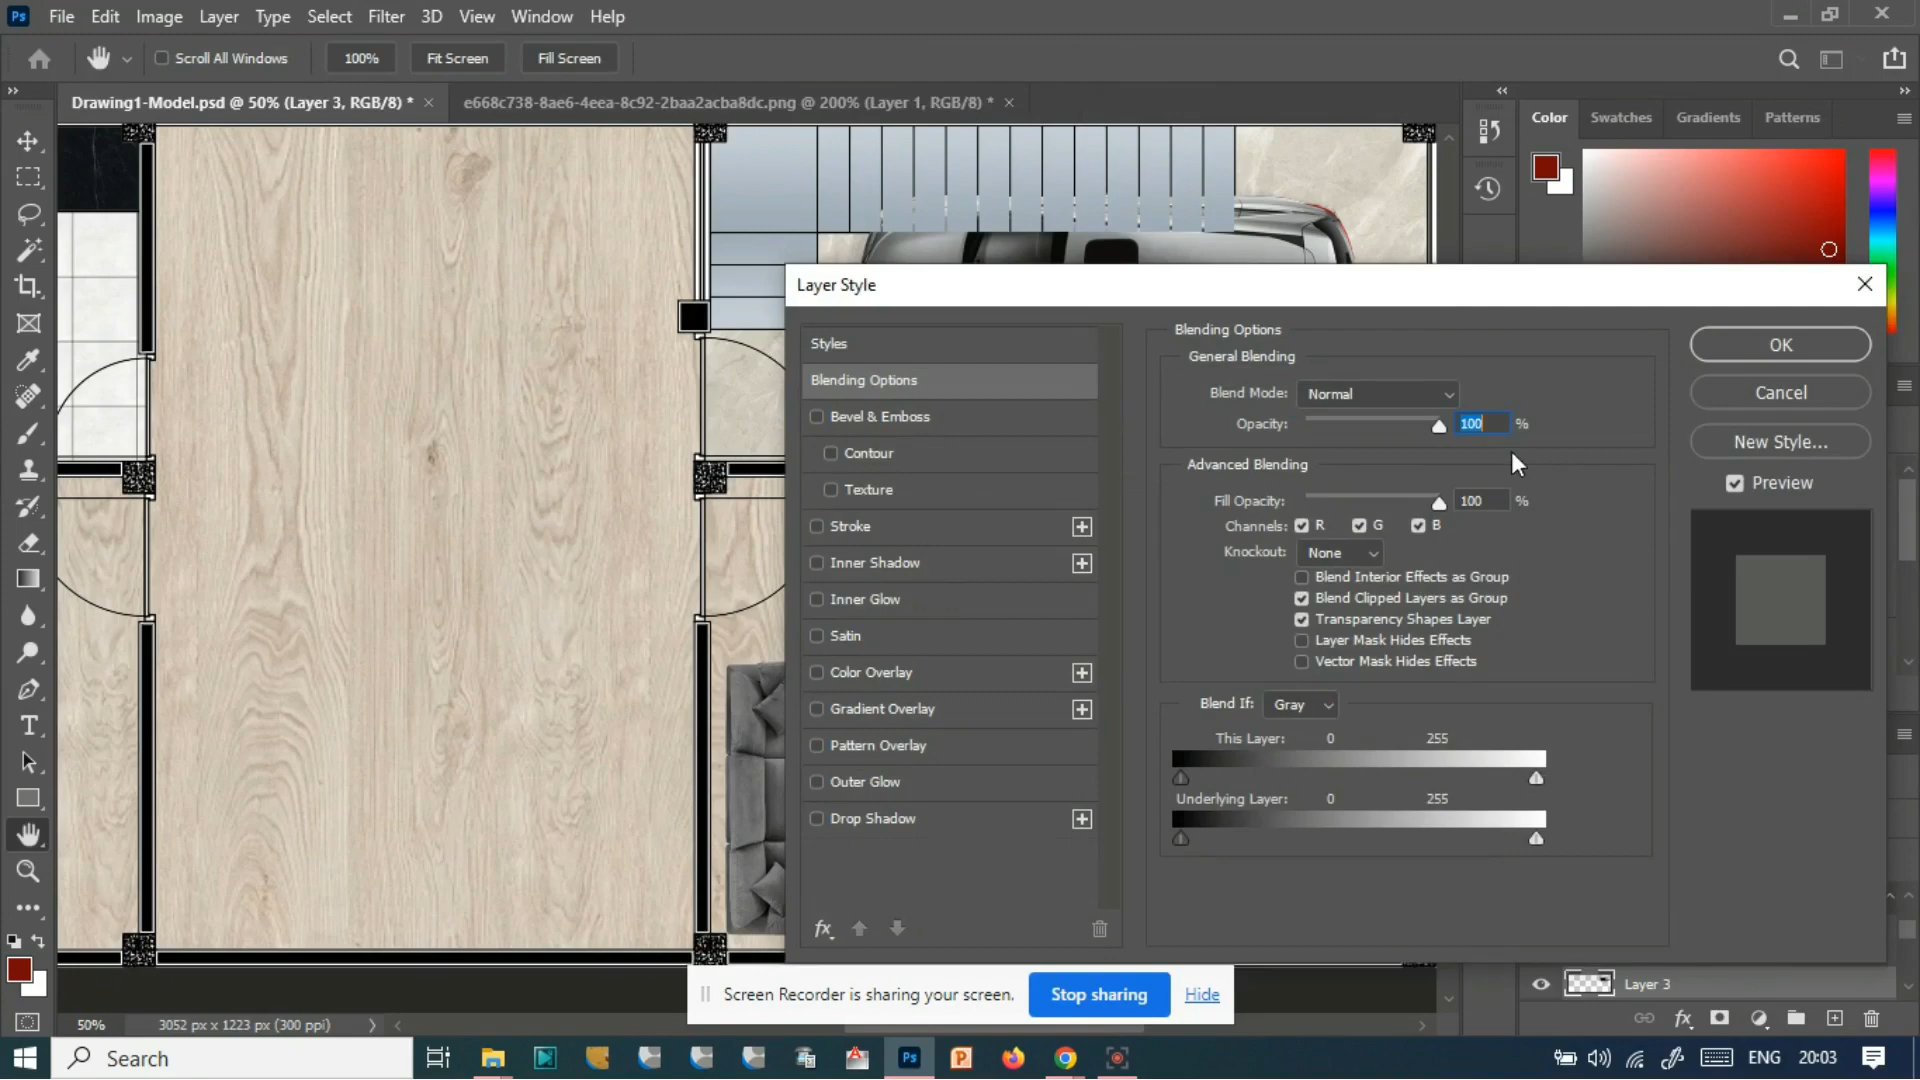 Ps File Edit Image Layer Type Select Filter 3D View Window Help
Scroll All Windows 100% Fit Screen Fill Screen
Drawing1-Model.psd @ 50% (Layer 3, RGB/8) * × e668c738-8ae6-4eea-8c92-2baa2acba8dc.png @ 200% (Layer 1, RGB/8) * ×
Color Swatches Gradients Patterns
Layer Style
Styles
Blending Options
Bevel & Emboss
Contour
Texture
Stroke
Inner Shadow
Inner Glow
Satin
Color Overlay
Gradient Overlay
Pattern Overlay
Outer Glow
Drop Shadow
fx
Blending Options
General Blending
Blend Mode: Normal
Opacity: 100 %
Advanced Blending
Fill Opacity: 100 %
Channels: R G B
Knockout: None
Blend Interior Effects as Group
Blend Clipped Layers as Group
Transparency Shapes Layer
Layer Mask Hides Effects
Vector Mask Hides Effects
Blend If: Gray
This Layer: 0 255
Underlying Layer: 0 255
OK
Cancel
New Style...
Preview
Layer 3
fx
Screen Recorder is sharing your screen. Stop sharing Hide
50% 3052 px x 1223 px (300 ppi)
Search
Ps
ENG 20:03